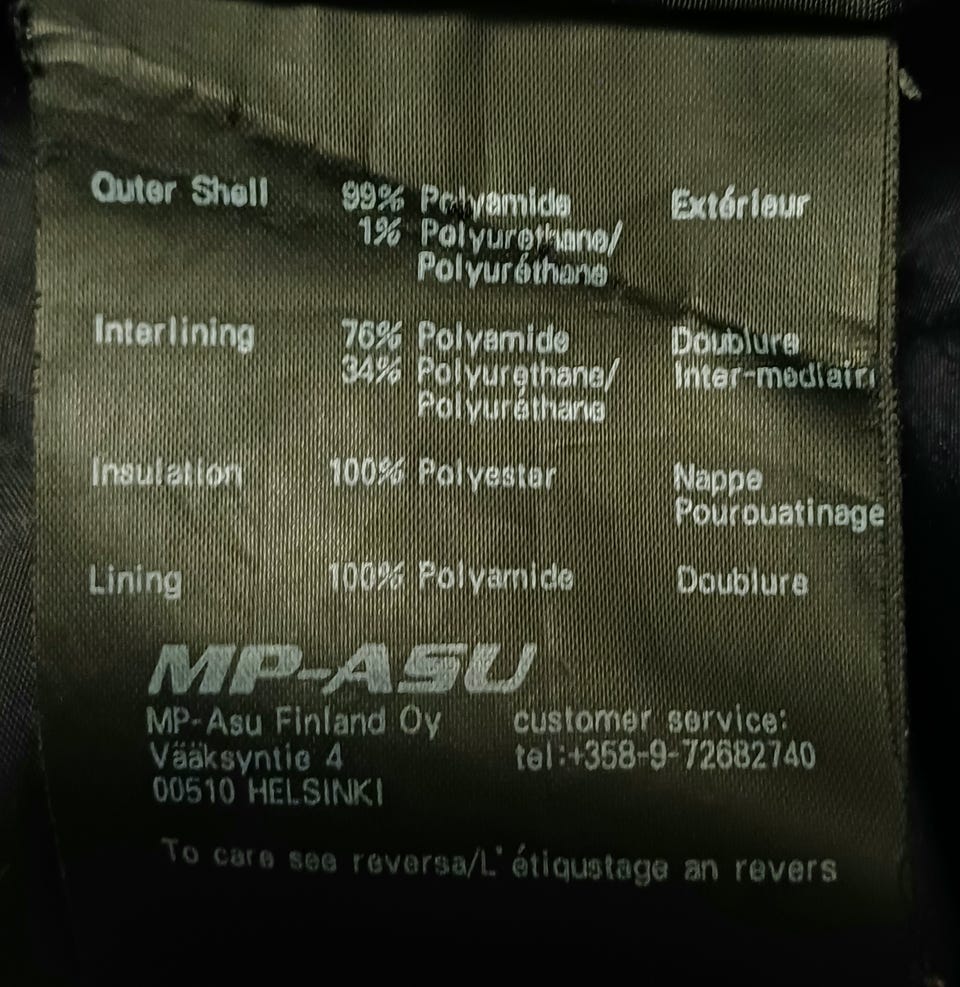 Outer Shell 99% Polyamide Extérieur
1% Polyurethane/
Polyuréthane
Interlining 76% Polyamide Doublure
34% Polyurethane/ Inter-mediairi
Polyuréthane
Insulation 100% Polyester Nappe
Pourouatinage
Lining 100% Polyamide Doublure
MP-ASU
MP-Asu Finland Oy customer service:
Vääksyntie 4 tel:+358-9-72682740
00510 HELSINKI
To care see reversa/L'étiqustage an revers